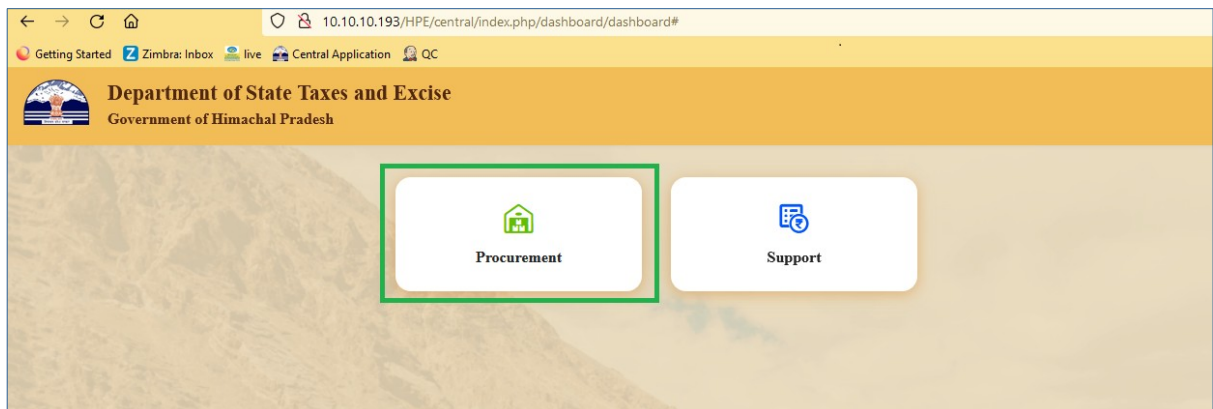 10.10.10.193/HPE/central/index.php/dashboard/dashboard#
Getting Started Z Zimbra: Inbox live Central Application QC
Department of State Taxes and Excise
Government of Himachal Pradesh
Procurement Support